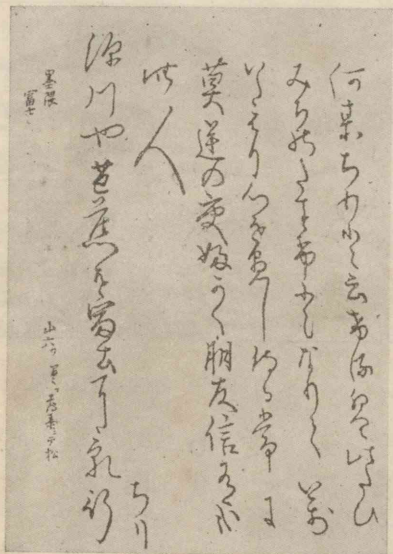 何某ちりと云けるは此たひ
みちのたすけとなりて万
いたはり心を尽し侍る常に
莫逆の交ふかく朋友信有哉
此人
深川や芭蕉を富士に預行
ちり
富士